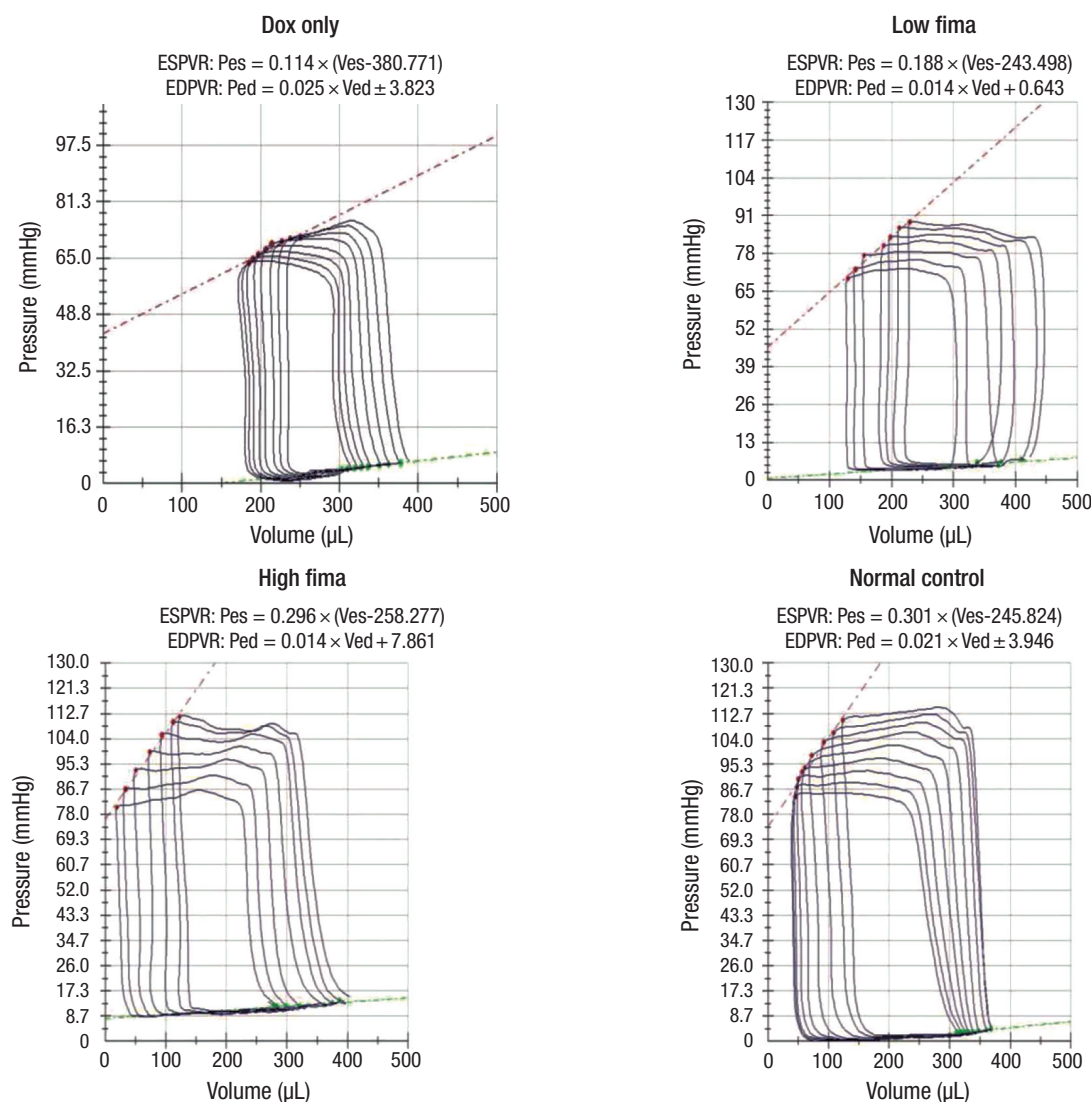 Dox only
ESPVR: Pes = 0.114 × (Ves-380.771)
EDPVR: Ped = 0.025 × Ved ± 3.823
97.5
81.3
65.0
48.8
32.5
16.3
0
Pressure (mmHg)
0 100 200 300 400 500
Volume (µL)
Low fima
ESPVR: Pes = 0.188 × (Ves-243.498)
EDPVR: Ped = 0.014 × Ved + 0.643
130
117
104
91
78
65
52
39
26
13
0
Pressure (mmHg)
0 100 200 300 400 500
Volume (µL)
High fima
ESPVR: Pes = 0.296 × (Ves-258.277)
EDPVR: Ped = 0.014 × Ved + 7.861
130.0
121.3
112.7
104.0
95.3
86.7
78.0
69.3
60.7
52.0
43.3
34.7
26.0
17.3
8.7
0
Pressure (mmHg)
0 100 200 300 400 500
Volume (µL)
Normal control
ESPVR: Pes = 0.301 × (Ves-245.824)
EDPVR: Ped = 0.021 × Ved ± 3.946
130.0
121.3
112.7
104.0
95.3
86.7
78.0
69.3
60.7
52.0
43.3
34.7
26.0
17.3
8.7
0
Pressure (mmHg)
0 100 200 300 400 500
Volume (µL)